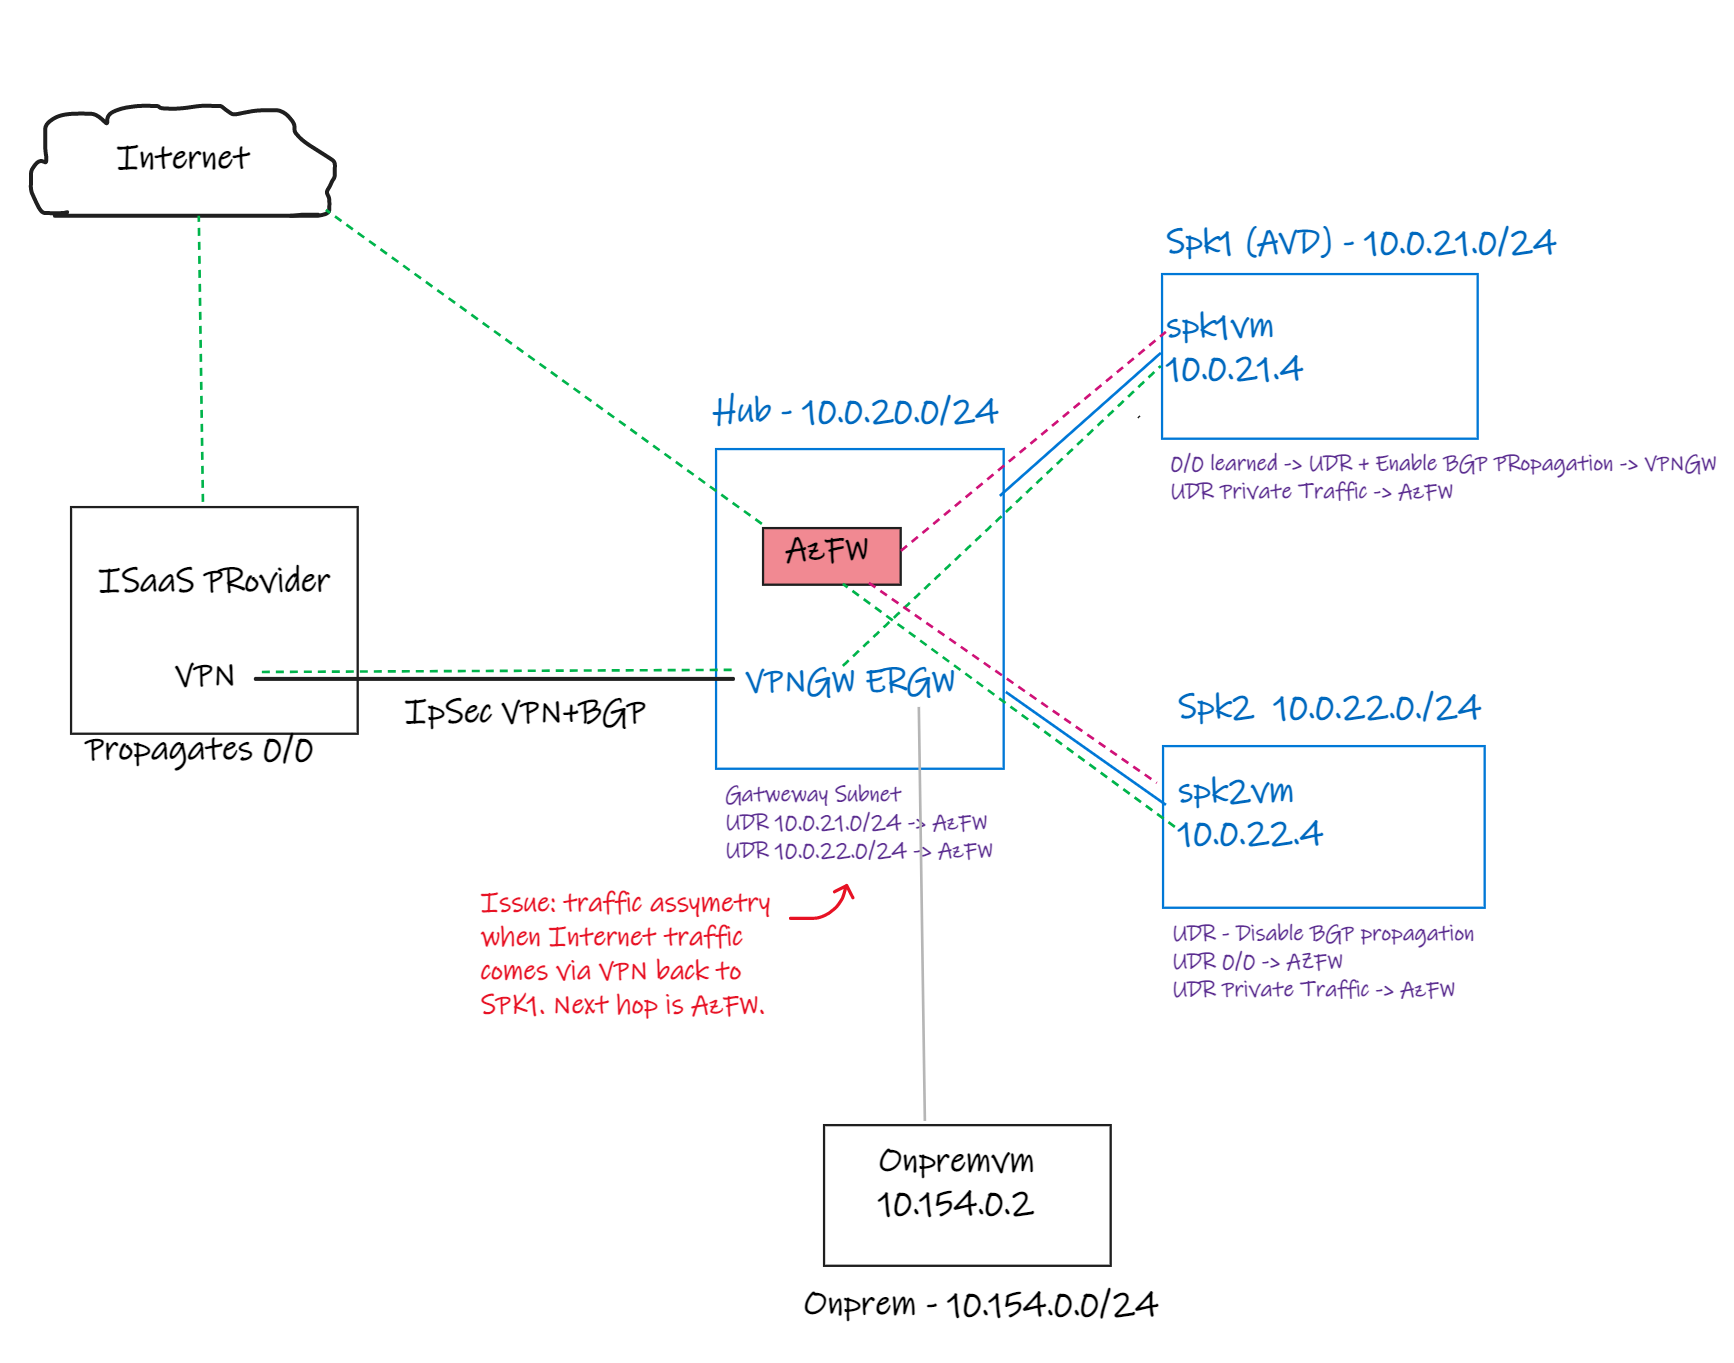 Internet
Spk1 (AVD) - 10.0.21.0/24
spk1vm
10.0.21.4
Hub - 10.0.20.0/24
0/0 learned -> UDR + Enable BGP PRopagation -> VPNGW
UDR Private Traffic -> AzFW
AzFW
ISaaS PRovider
VPN
Propagates 0/0
IpSec VPN+BGP
VPNGW ERGW
Spk2 10.0.22.0./24
spk2vm
10.0.22.4
Gatweway Subnet
UDR 10.0.21.0/24 -> AzFW
UDR 10.0.22.0/24 -> AzFW
Issue: traffic assymetry
when Internet traffic
comes via VPN back to
SPK1. Next hop is AzFW.
UDR - Disable BGP propagation
UDR 0/0 -> AZFW
UDR Private Traffic -> AzFW
Onpremvm
10.154.0.2
Onprem - 10.154.0.0/24